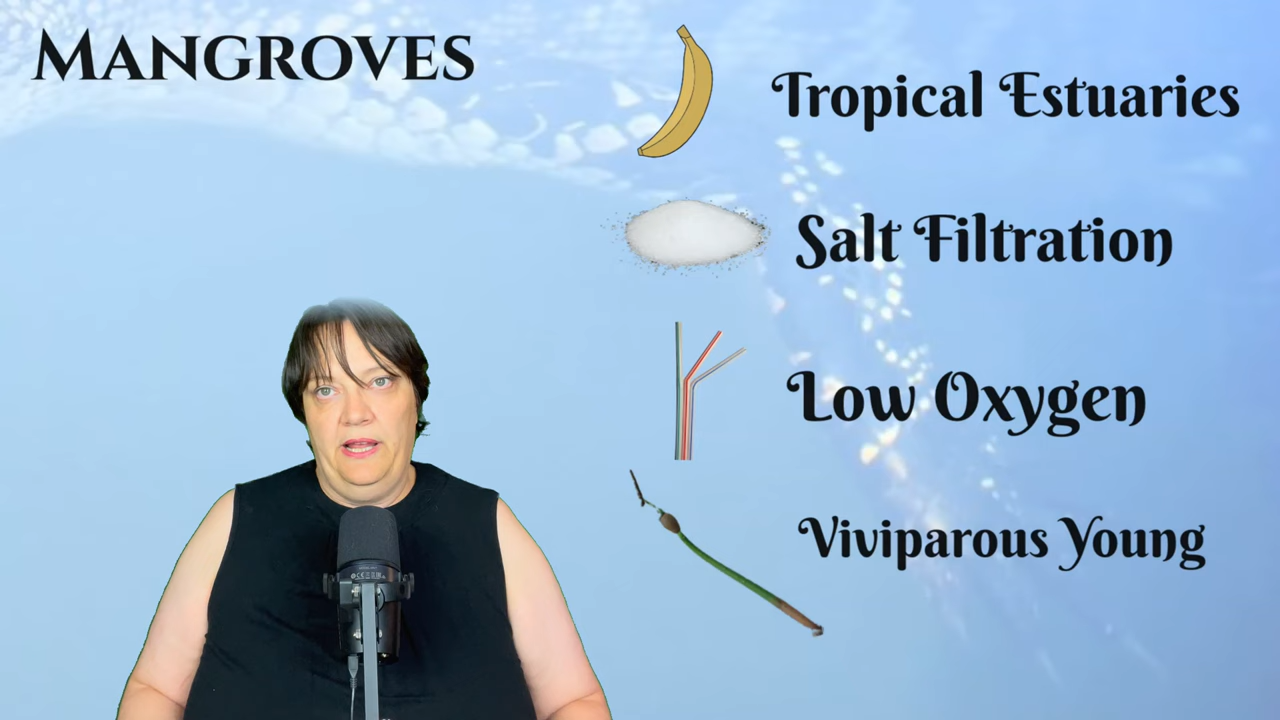 Mangroves
Tropical Estuaries
Salt Filtration
Low Oxygen
Viviparous Young